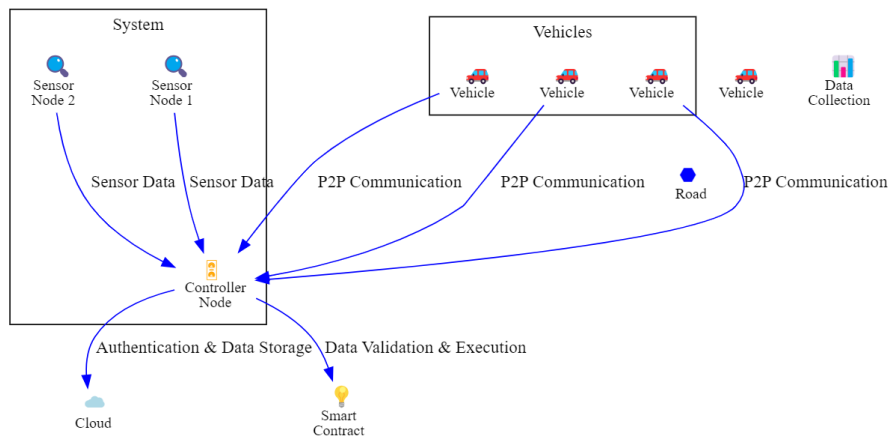 System
Vehicles
Sensor
Node 2
Sensor
Node 1
Vehicle
Vehicle
Vehicle
Vehicle
Data
Collection
Sensor Data
Sensor Data
P2P Communication
P2P Communication
P2P Communication
Road
Controller
Node
Authentication & Data Storage
Data Validation & Execution
Cloud
Smart
Contract